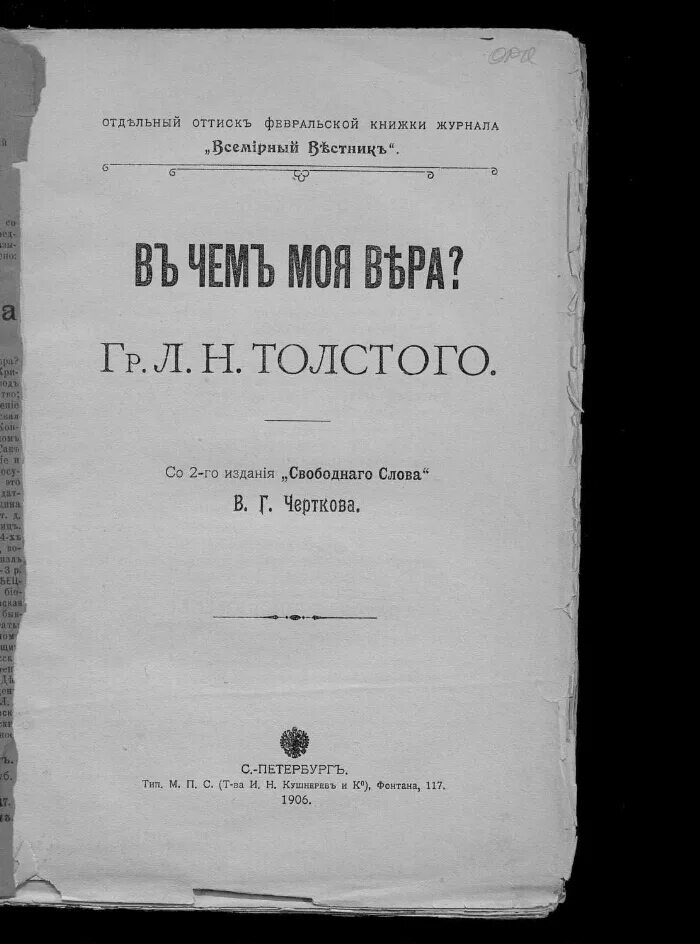 ОТДѢЛЬНЫЙ ОТТИСКЪ ФЕВРАЛЬСКОЙ КНИЖКИ ЖУРНАЛА
„Всемірный Вѣстникъ“.
ВЪ ЧЕМЪ МОЯ ВѢРА?
ГР. Л. Н. ТОЛСТОГО.
Со 2-го изданія „Свободнаго Слова“
В. Г. Черткова.
С.-ПЕТЕРБУРГЪ.
Тип. М. П. С. (Т-ва И. Н. Кушнеревъ и К⁰), Фонтана, 117.
1906.